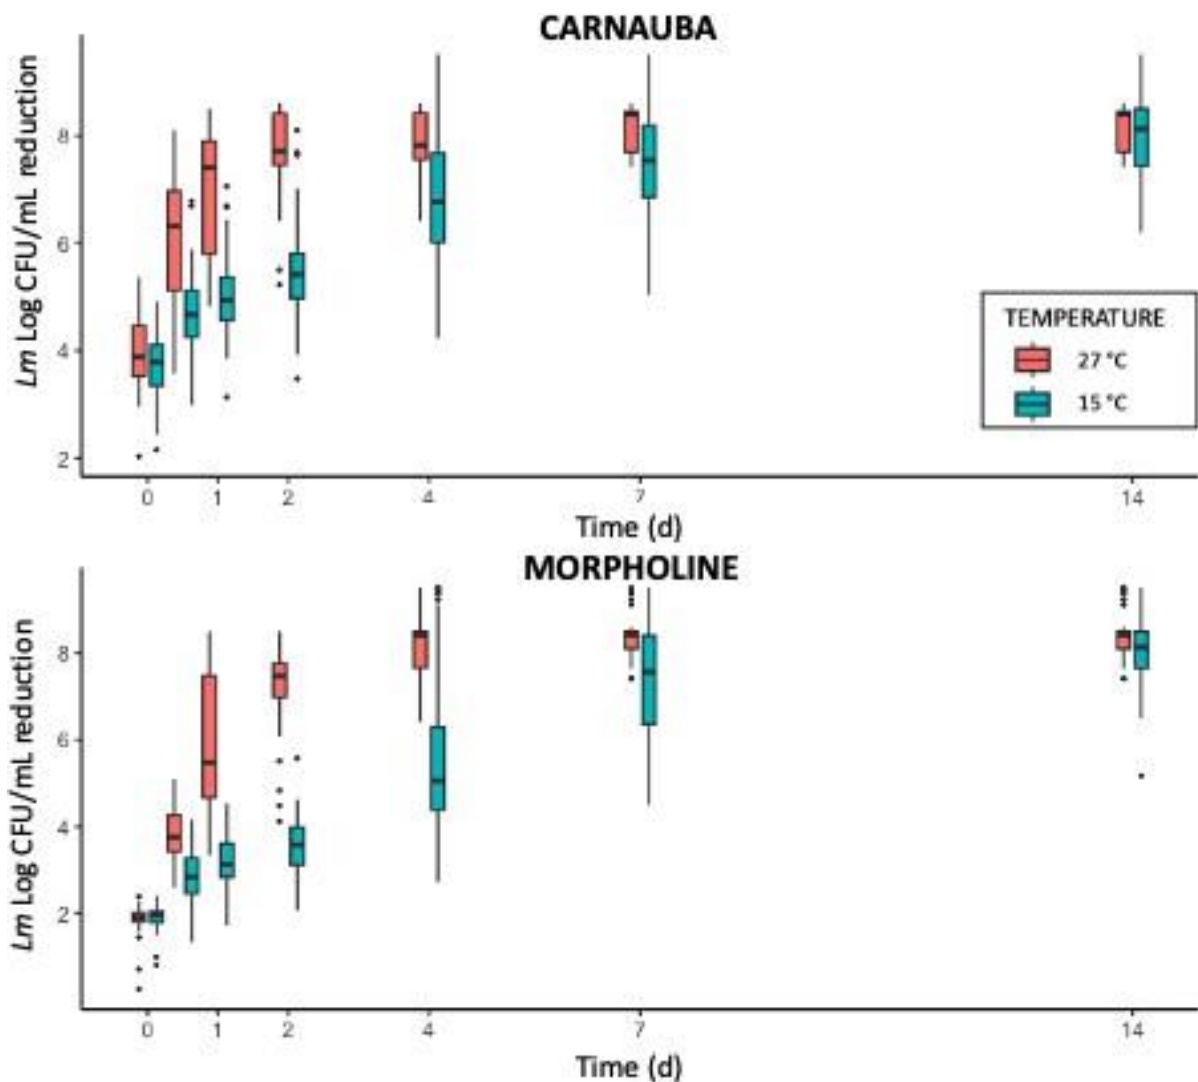 CARNAUBA
Lm Log CFU/mL reduction
8
6
4
2
0 1 2 4 7 14
Time (d)
TEMPERATURE
27 °C
15 °C
MORPHOLINE
Lm Log CFU/mL reduction
8
6
4
2
0 1 2 4 7 14
Time (d)